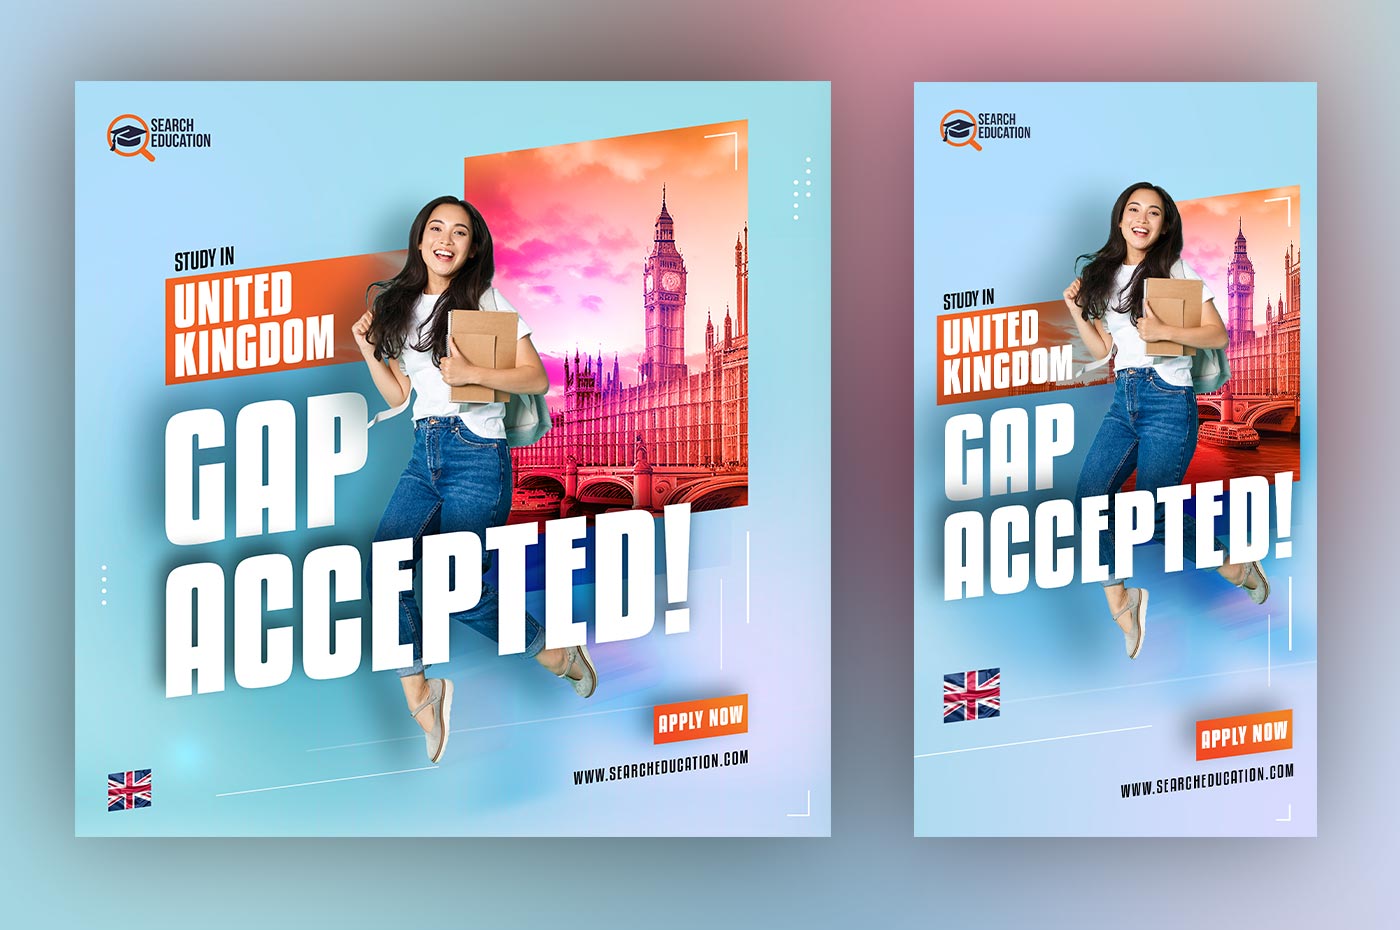 SEARCH
EDUCATION
STUDY IN
UNITED
KINGDOM
GAP
ACCEPTED!
APPLY NOW
WWW.SEARCHEDUCATION.COM
SEARCH
EDUCATION
STUDY IN
UNITED
KINGDOM
GAP
ACCEPTED!
APPLY NOW
WWW.SEARCHEDUCATION.COM